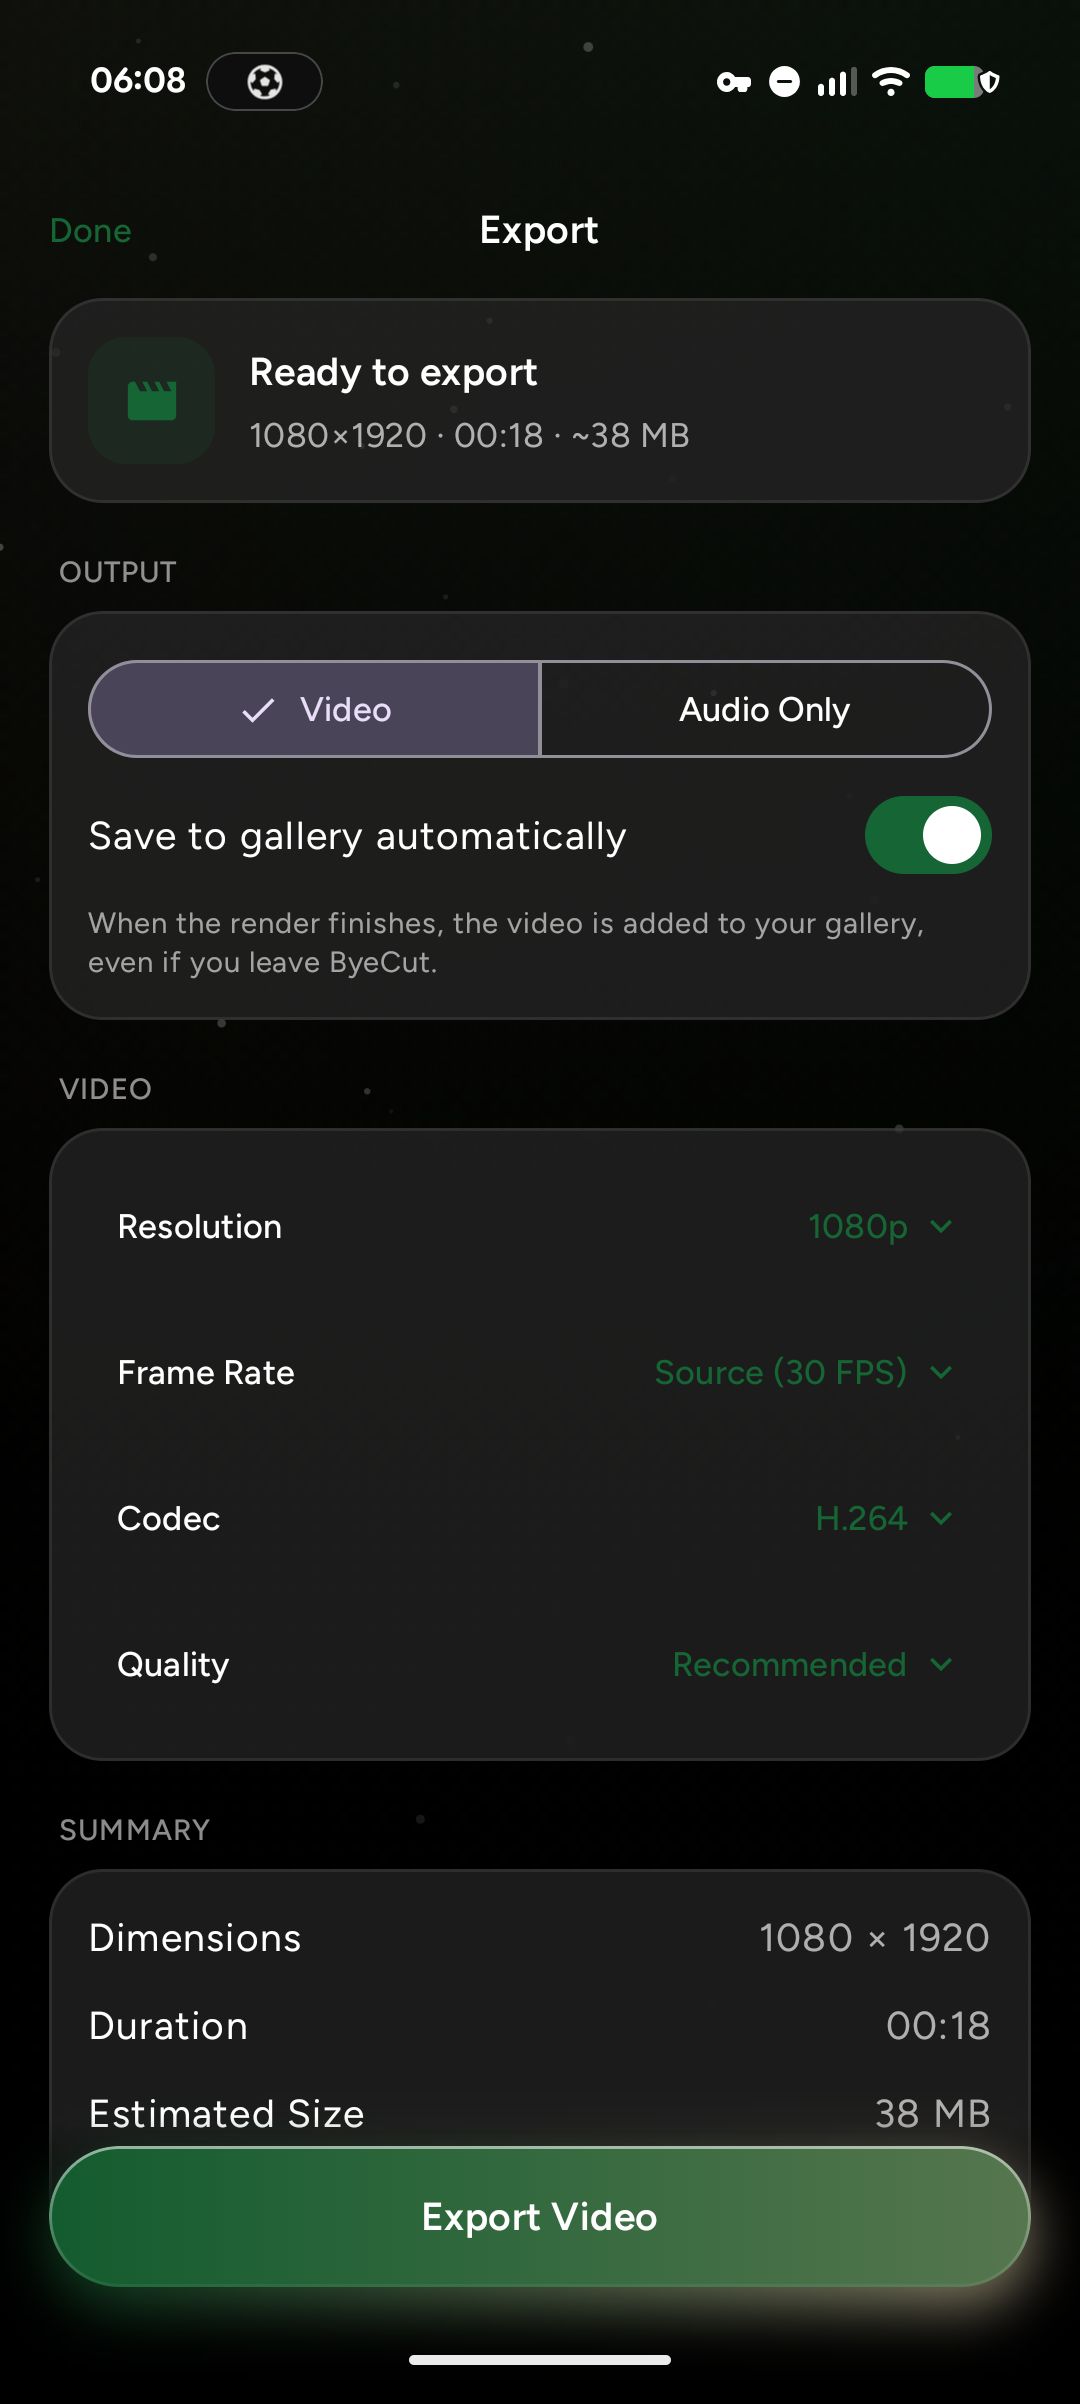 06:08
Done
Export
Ready to export
1080×1920 · 00:18 · ~38 MB
OUTPUT
Video
Audio Only
Save to gallery automatically
When the render finishes, the video is added to your gallery,
even if you leave ByeCut.
VIDEO
Resolution
1080p
Frame Rate
Source (30 FPS)
Codec
H.264
Quality
Recommended
SUMMARY
Dimensions
1080 × 1920
Duration
00:18
Estimated Size
38 MB
Export Video